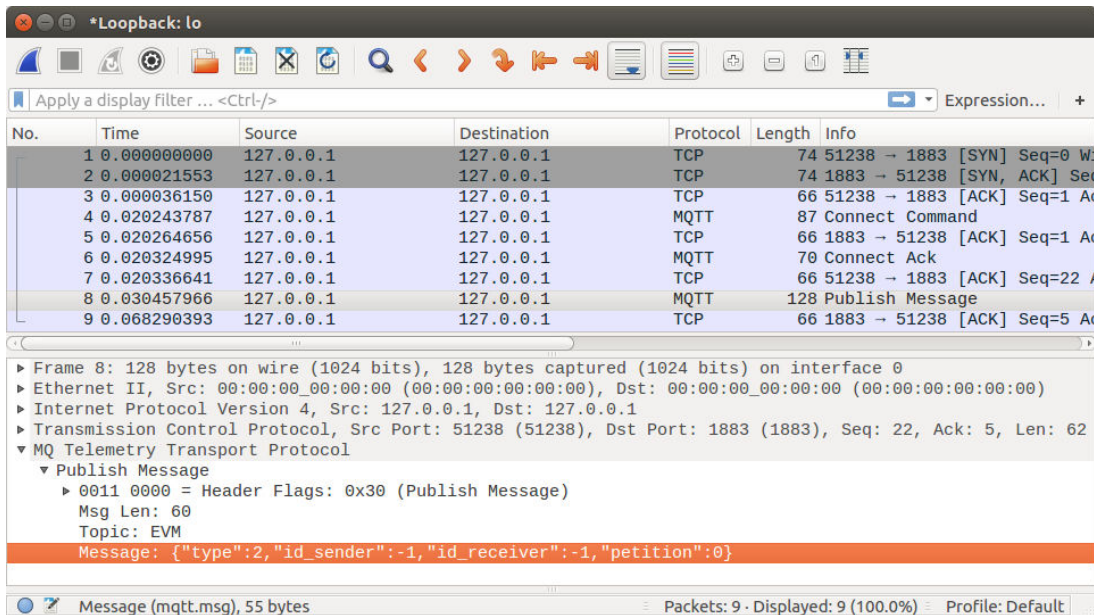 *Loopback: lo
Apply a display filter … <Ctrl-/> Expression… +
No. Time Source Destination Protocol Length Info
1 0.000000000 127.0.0.1 127.0.0.1 TCP 74 51238 → 1883 [SYN] Seq=0 Wi
2 0.000021553 127.0.0.1 127.0.0.1 TCP 74 1883 → 51238 [SYN, ACK] Sec
3 0.000036150 127.0.0.1 127.0.0.1 TCP 66 51238 → 1883 [ACK] Seq=1 Ac
4 0.020243787 127.0.0.1 127.0.0.1 MQTT 87 Connect Command
5 0.020264656 127.0.0.1 127.0.0.1 TCP 66 1883 → 51238 [ACK] Seq=1 Ac
6 0.020324995 127.0.0.1 127.0.0.1 MQTT 70 Connect Ack
7 0.020336641 127.0.0.1 127.0.0.1 TCP 66 51238 → 1883 [ACK] Seq=22 A
8 0.030457966 127.0.0.1 127.0.0.1 MQTT 128 Publish Message
9 0.068290393 127.0.0.1 127.0.0.1 TCP 66 1883 → 51238 [ACK] Seq=5 Ac
Frame 8: 128 bytes on wire (1024 bits), 128 bytes captured (1024 bits) on interface 0
Ethernet II, Src: 00:00:00_00:00:00 (00:00:00:00:00:00), Dst: 00:00:00_00:00:00 (00:00:00:00:00:00)
Internet Protocol Version 4, Src: 127.0.0.1, Dst: 127.0.0.1
Transmission Control Protocol, Src Port: 51238 (51238), Dst Port: 1883 (1883), Seq: 22, Ack: 5, Len: 62
MQ Telemetry Transport Protocol
Publish Message
0011 0000 = Header Flags: 0x30 (Publish Message)
Msg Len: 60
Topic: EVM
Message: {"type":2,"id_sender":-1,"id_receiver":-1,"petition":0}
Message (mqtt.msg), 55 bytes Packets: 9 · Displayed: 9 (100.0%) Profile: Default